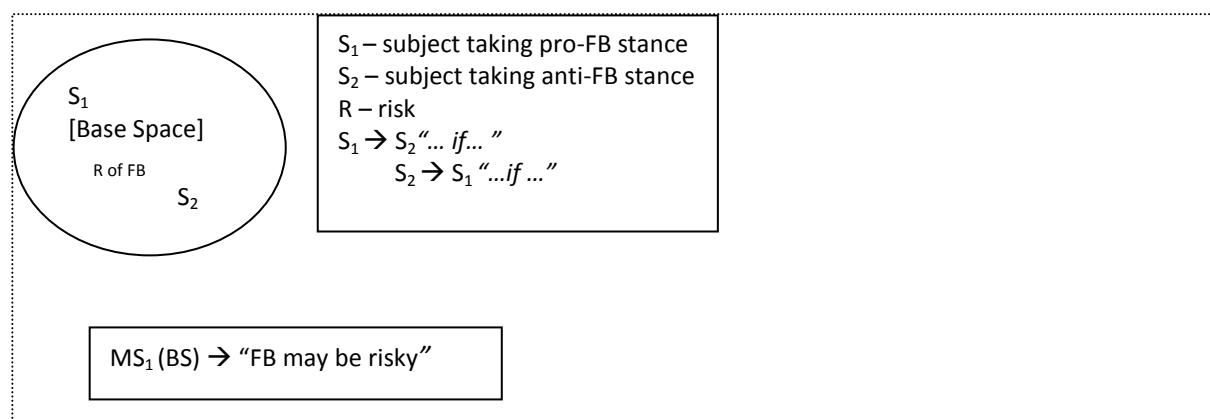 S₁
[Base Space]
R of FB
S₂
S₁ – subject taking pro-FB stance
S₂ – subject taking anti-FB stance
R – risk
S₁ → S₂ “... if... ”
S₂ → S₁ “...if ...”
MS₁ (BS) → “FB may be risky”